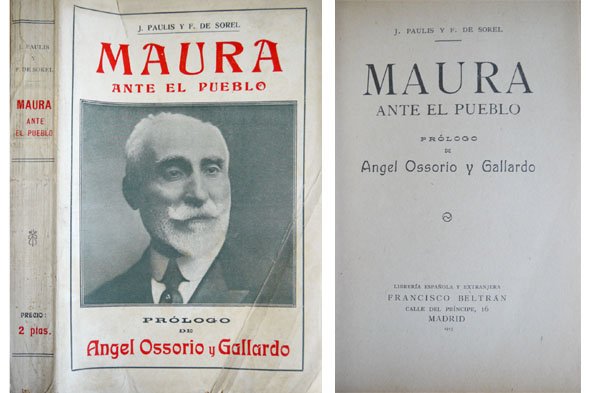 J. PAULIS
Y
F. DE SOREL
MAURA
ANTE
EL PUEBLO
PRECIO:
2 ptas.
J. PAULIS Y F. DE SOREL
MAURA
ANTE EL PUEBLO
PRÓLOGO
DE
Angel Ossorio y Gallardo
J. PAULIS Y F. DE SOREL
MAURA
ANTE EL PUEBLO
PRÓLOGO
DE
Angel Ossorio y Gallardo
LIBRERÍA ESPAÑOLA Y EXTRANJERA
FRANCISCO BELTRÁN
CALLE DEL PRÍNCIPE, 16
MADRID